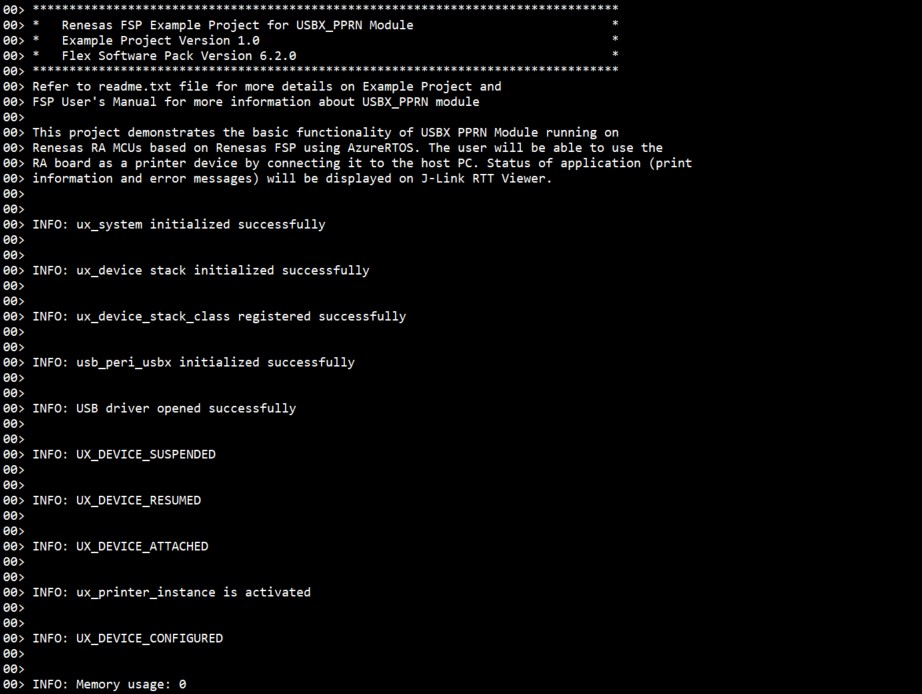 00> ********************************************************************************
00> *   Renesas FSP Example Project for USBX_PPRN Module                           *
00> *   Example Project Version 1.0                                                *
00> *   Flex Software Pack Version 6.2.0                                           *
00> ********************************************************************************
00> Refer to readme.txt file for more details on Example Project and
00> FSP User's Manual for more information about USBX_PPRN module
00>
00> This project demonstrates the basic functionality of USBX PPRN Module running on
00> Renesas RA MCUs based on Renesas FSP using AzureRTOS. The user will be able to use the
00> RA board as a printer device by connecting it to the host PC. Status of application (print
00> information and error messages) will be displayed on J-Link RTT Viewer.
00>
00>
00> INFO: ux_system initialized successfully
00>
00>
00> INFO: ux_device stack initialized successfully
00>
00>
00> INFO: ux_device_stack_class registered successfully
00>
00>
00> INFO: usb_peri_usbx initialized successfully
00>
00>
00> INFO: USB driver opened successfully
00>
00>
00> INFO: UX_DEVICE_SUSPENDED
00>
00>
00> INFO: UX_DEVICE_RESUMED
00>
00>
00> INFO: UX_DEVICE_ATTACHED
00>
00>
00> INFO: ux_printer_instance is activated
00>
00>
00> INFO: UX_DEVICE_CONFIGURED
00>
00>
00> INFO: Memory usage: 0